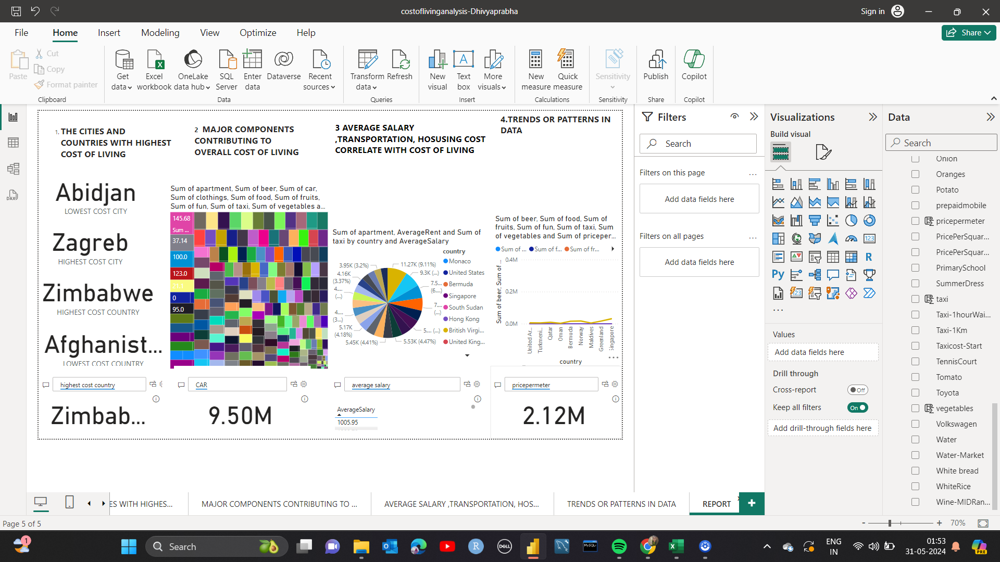 costoflivinganalysis-Dhivyaprabha
Sign in
File
Home
Insert
Modeling
View
Optimize
Help
Share
Paste
Cut
Copy
Format painter
Clipboard
Get data
Excel workbook
OneLake data hub
SQL Server
Enter data
Dataverse
Recent sources
Data
Transform data
Refresh
Queries
New visual
Text box
More visuals
Insert
New measure
Quick measure
Calculations
Sensitivity
Sensitivity
Publish
Share
Copilot
Copilot
1. THE CITIES AND
COUNTRIES WITH HIGHEST
COST OF LIVING
2 MAJOR COMPONENTS
CONTRIBUTING TO
OVERALL COST OF LIVING
3 AVERAGE SALARY
,TRANSPORTATION, HOSUSING COST
CORRELATE WITH COST OF LIVING
4.TRENDS OR PATTERNS IN
DATA
Abidjan
LOWEST COST CITY
Zagreb
HIGHEST COST CITY
Zimbabwe
HIGHEST COST COUNTRY
Afghanist...
LOWEST COST COUNTRY
Sum of apartment, Sum of beer, Sum of car,
Sum of clothings, Sum of food, Sum of fruits,
Sum of fun, Sum of taxi, Sum of vegetables a...
145.68
Sum ...
37.14
100.0
123.0
21.1
0
95.0
Sum of apartment, AverageRent and Sum of
taxi by country and AverageSalary
country
Monaco
United States
Bermuda
Singapore
South Sudan
Hong Kong
British Virgi...
United King...
3.95K (3.2%)
4.16K
(3.37%)
4....
(...)
4....
(3...)
5.17K
(4.18%)
5.45K (4.41%)
11.27K (9.11%)
9.3K (...)
7.5...
(6....)
7....
(...)
5.... (...)
5.53K (4.47%)
Sum of beer, Sum of food, Sum of
fruits, Sum of fun, Sum of taxi, Sum
of vegetables and Sum of priceper...
Sum of ...
Sum of f...
Sum of fr...
Sum of beer, Sum of ...
0.4M
0.2M
0.0M
United Ar...
Turkmeni...
Qatar
Oman
Bermuda
Norway
Maldives
Greenland
Singapore
country
highest cost country
Zimbab...
CAR
9.50M
average salary
AverageSalary
1005.95
pricepermeter
2.12M
Filters
Search
Filters on this page
Add data fields here
Filters on all pages
Add data fields here
Visualizations
Build visual
123
R
Py
123
Values
Add data fields here
Drill through
Cross-report
Off
Keep all filters
On
Add drill-through fields here
Data
Search
Onion
Oranges
Potato
prepaidmobile
pricepermeter
PricePerSquar...
PricePerSquar...
PrimarySchool
SummerDress
taxi
Taxi-1hourWai...
Taxi-1Km
Taxicost-Start
TennisCourt
Tomato
Toyota
vegetables
Volkswagen
Water
Water-Market
White bread
WhiteRice
Wine-MIDRan...
ES WITH HIGHES...
MAJOR COMPONENTS CONTRIBUTING TO ...
AVERAGE SALARY ,TRANSPORTATION, HOS...
TRENDS OR PATTERNS IN DATA
REPORT
Page 5 of 5
70%
1
Search
R
DELL
MySQL
ENG
IN
01:53
31-05-2024
PRE